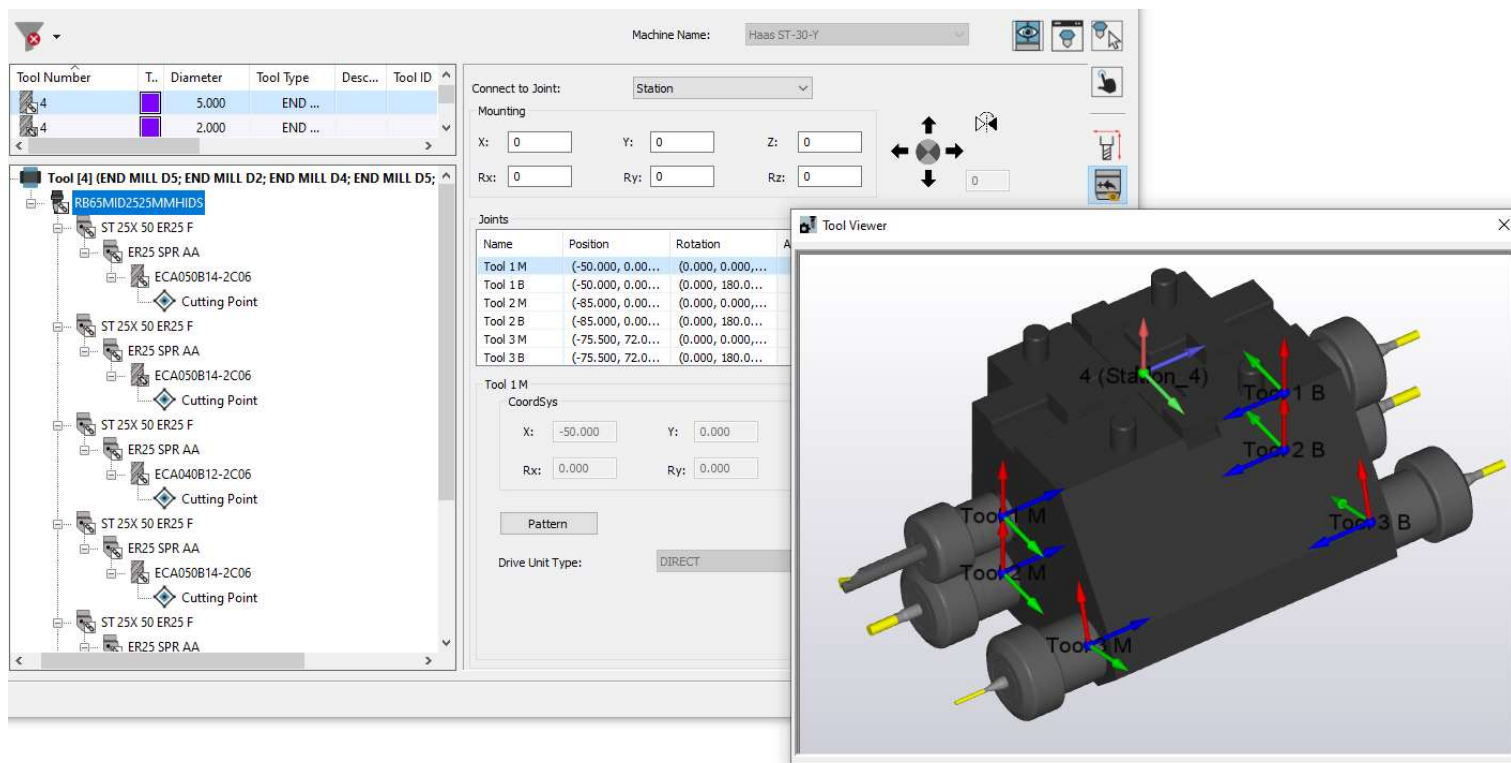 Machine Name: Haas ST-30-Y
Tool Number T.. Diameter Tool Type Desc... Tool ID
4 5.000 END ...
4 2.000 END ...
Tool [4] (END MILL D5; END MILL D2; END MILL D4; END MILL D5;
RB65MID2525MMHIDS
ST 25X 50 ER25 F
ER25 SPR AA
ECA050B14-2C06
Cutting Point
ST 25X 50 ER25 F
ER25 SPR AA
ECA050B14-2C06
Cutting Point
ST 25X 50 ER25 F
ER25 SPR AA
ECA040B12-2C06
Cutting Point
ST 25X 50 ER25 F
ER25 SPR AA
ECA050B14-2C06
Cutting Point
ST 25X 50 ER25 F
ER25 SPR AA
Connect to Joint: Station
Mounting
X: 0 Y: 0 Z: 0
Rx: 0 Ry: 0 Rz: 0
0
Joints
Name Position Rotation A
Tool 1 M (-50.000, 0.00... (0.000, 0.000,...
Tool 1 B (-50.000, 0.00... (0.000, 180.0...
Tool 2 M (-85.000, 0.00... (0.000, 0.000,...
Tool 2 B (-85.000, 0.00... (0.000, 180.0...
Tool 3 M (-75.500, 72.0... (0.000, 0.000,...
Tool 3 B (-75.500, 72.0... (0.000, 180.0...
Tool 1 M
CoordSys
X: -50.000 Y: 0.000
Rx: 0.000 Ry: 0.000
Pattern
Drive Unit Type: DIRECT
Tool Viewer
4 (Station_4)
Tool 1 B
Tool 2 B
Tool 1 M
Tool 3 B
Tool 2 M
Tool 3 M